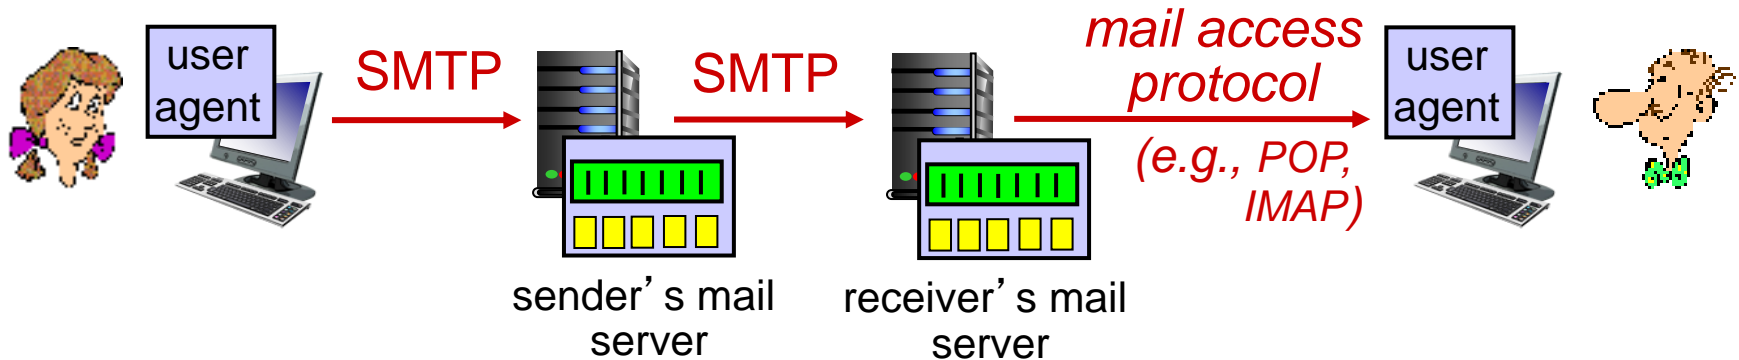 user
agent
SMTP
SMTP
mail access
protocol
(e.g., POP,
IMAP)
user
agent
sender’s mail
server
receiver’s mail
server